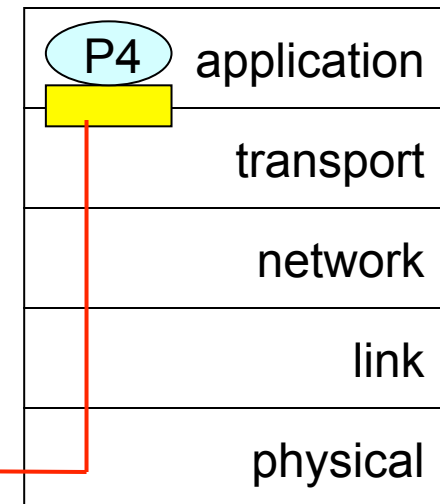 P4 application
transport
network
link
physical